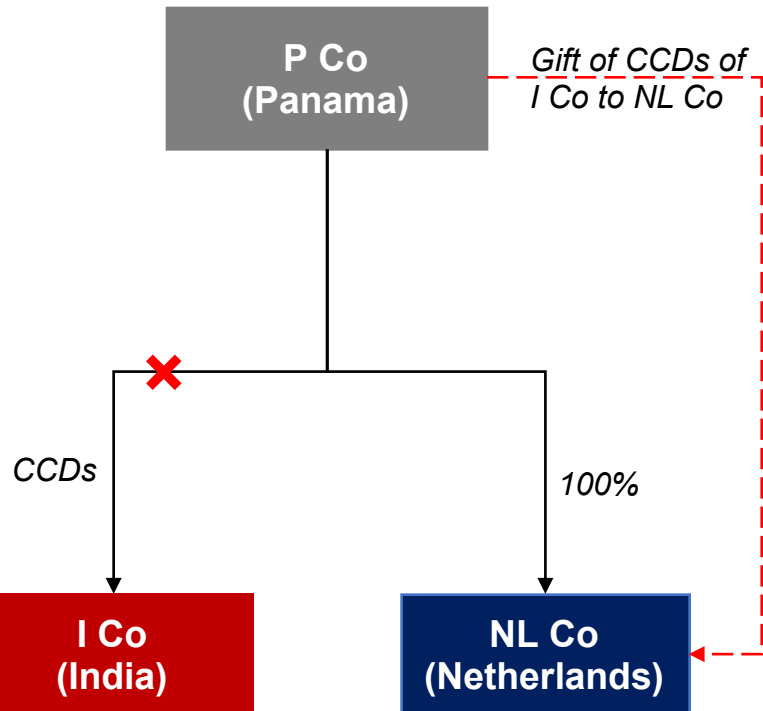 P Co
(Panama)
Gift of CCDs of
I Co to NL Co
CCDs
100%
I Co
(India)
NL Co
(Netherlands)